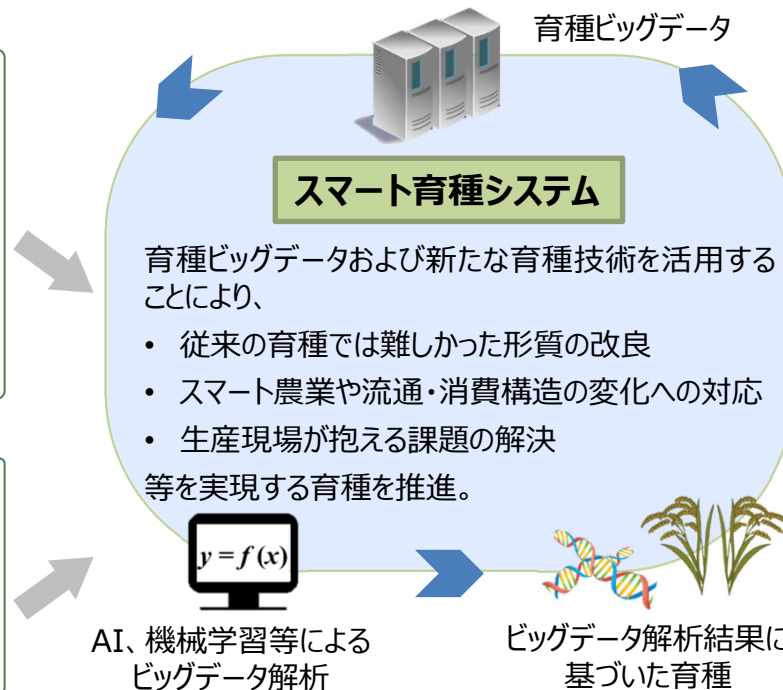 育種ビッグデータ
スマート育種システム
育種ビッグデータおよび新たな育種技術を活用する
ことにより、
• 従来の育種では難しかった形質の改良
• スマート農業や流通・消費構造の変化への対応
• 生産現場が抱える課題の解決
等を実現する育種を推進。
y = f (x)
AI、機械学習等による
ビッグデータ解析
ビッグデータ解析結果に
基づいた育種